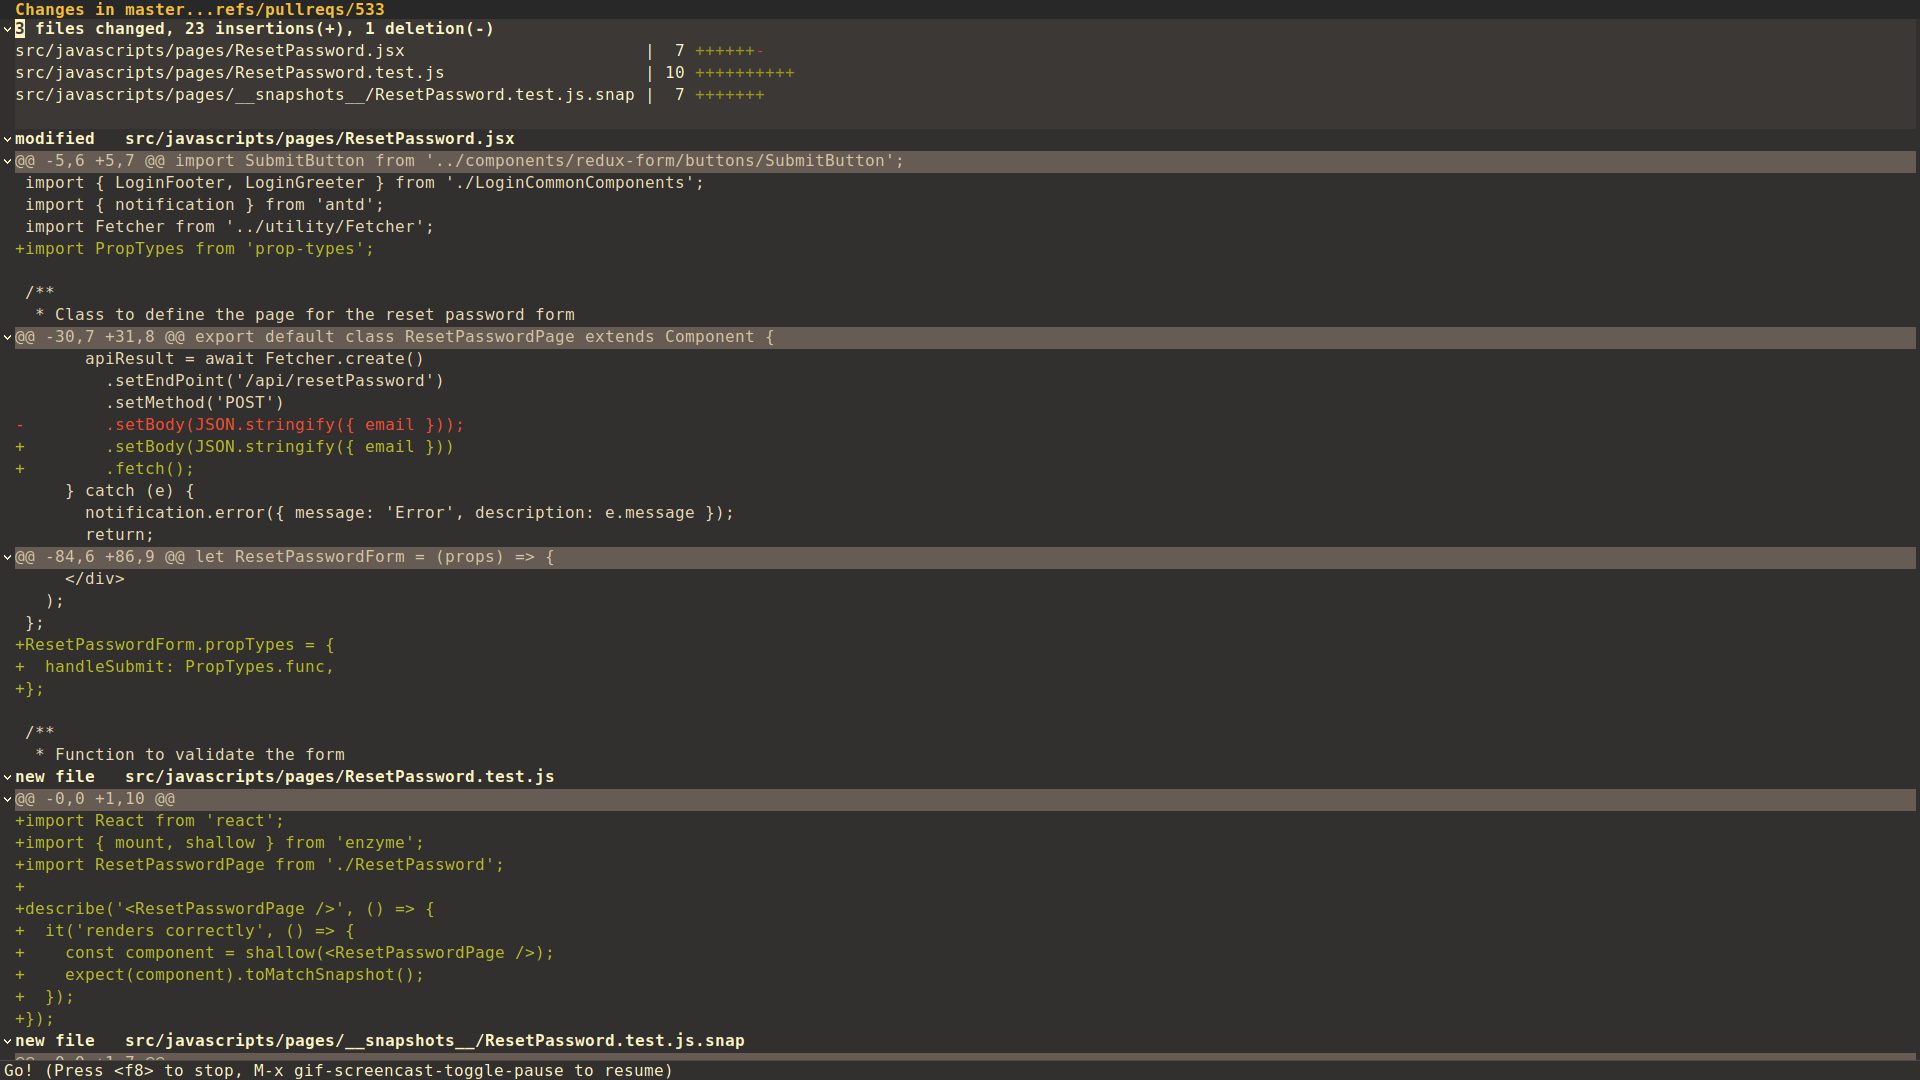 Changes in master...refs/pullreqs/533
3 files changed, 23 insertions(+), 1 deletion(-)
src/javascripts/pages/ResetPassword.jsx                        |  7 ++++++-
src/javascripts/pages/ResetPassword.test.js                    | 10 ++++++++++
src/javascripts/pages/__snapshots__/ResetPassword.test.js.snap |  7 +++++++
modified   src/javascripts/pages/ResetPassword.jsx
@@ -5,6 +5,7 @@ import SubmitButton from '../components/redux-form/buttons/SubmitButton';
 import { LoginFooter, LoginGreeter } from './LoginCommonComponents';
 import { notification } from 'antd';
 import Fetcher from '../utility/Fetcher';
+import PropTypes from 'prop-types';
 /**
  * Class to define the page for the reset password form
@@ -30,7 +31,8 @@ export default class ResetPasswordPage extends Component {
       apiResult = await Fetcher.create()
         .setEndPoint('/api/resetPassword')
         .setMethod('POST')
-        .setBody(JSON.stringify({ email }));
+        .setBody(JSON.stringify({ email }))
+        .fetch();
     } catch (e) {
       notification.error({ message: 'Error', description: e.message });
       return;
@@ -84,6 +86,9 @@ let ResetPasswordForm = (props) => {
     </div>
   );
 };
+ResetPasswordForm.propTypes = {
+  handleSubmit: PropTypes.func,
+};
 /**
  * Function to validate the form
new file   src/javascripts/pages/ResetPassword.test.js
@@ -0,0 +1,10 @@
+import React from 'react';
+import { mount, shallow } from 'enzyme';
+import ResetPasswordPage from './ResetPassword';
+
+describe('<ResetPasswordPage />', () => {
+  it('renders correctly', () => {
+    const component = shallow(<ResetPasswordPage />);
+    expect(component).toMatchSnapshot();
+  });
+});
new file   src/javascripts/pages/__snapshots__/ResetPassword.test.js.snap
@@ -0,0 +1,7 @@
Go! (Press <f8> to stop, M-x gif-screencast-toggle-pause to resume)